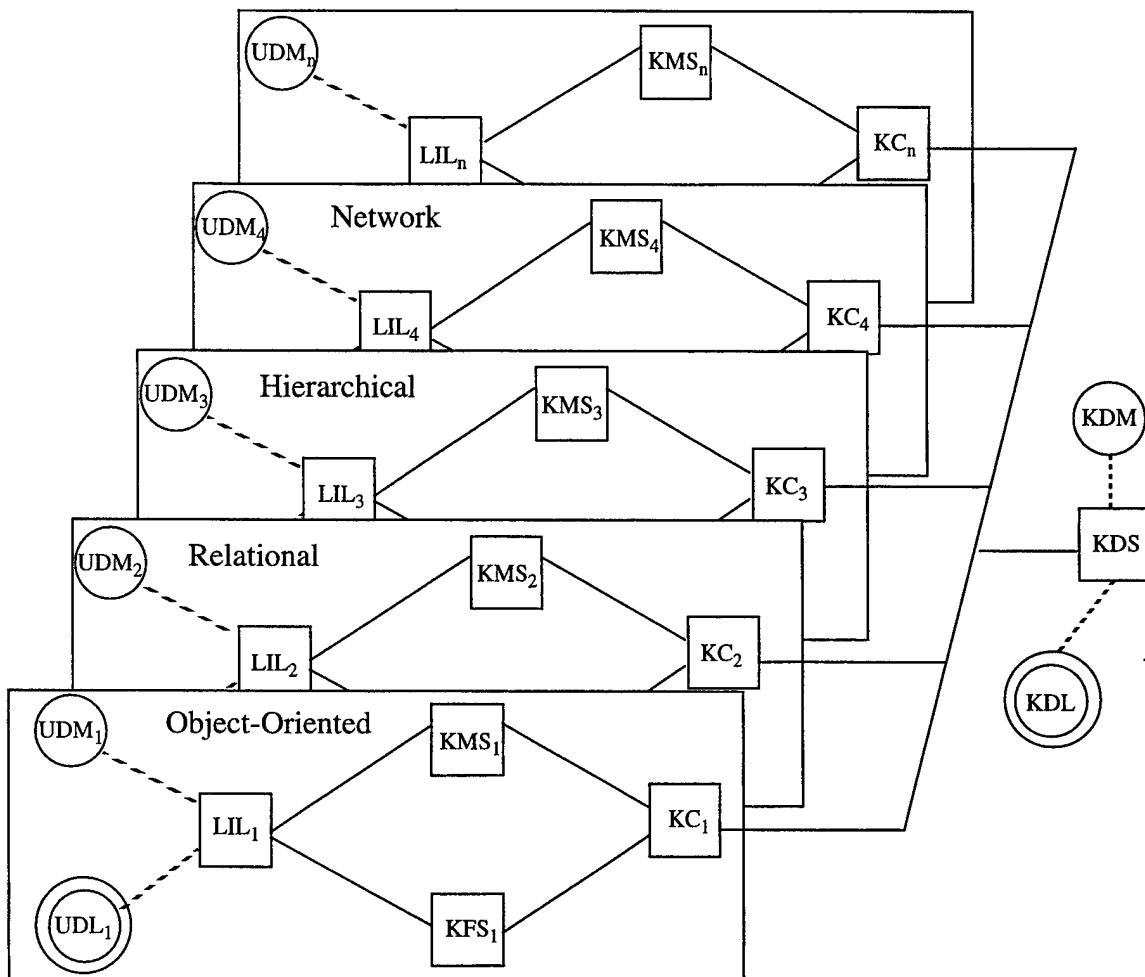 UDMₙ
KMSₙ
LILₙ
KCₙ
Network
UDM₄
KMS₄
LIL₄
KC₄
Hierarchical
UDM₃
KMS₃
LIL₃
KC₃
KDM
Relational
UDM₂
KMS₂
KDS
LIL₂
KC₂
KDL
Object-Oriented
UDM₁
KMS₁
LIL₁
KC₁
UDL₁
KFS₁